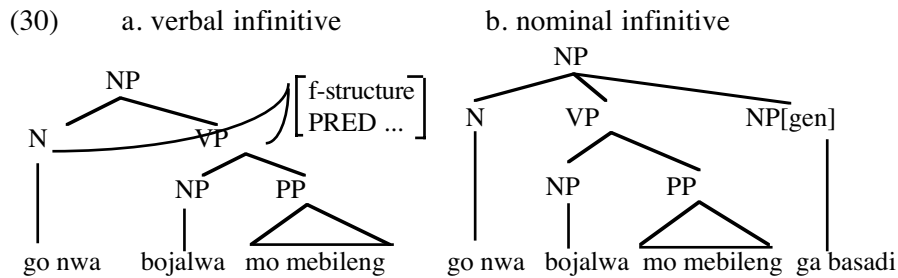 (30) a. verbal infinitive b. nominal infinitive
NP NP
f-structure
PRED ...
N VP N VP NP[gen]
NP PP NP PP
go nwa bojalwa mo mebileng go nwa bojalwa mo mebileng ga basadi